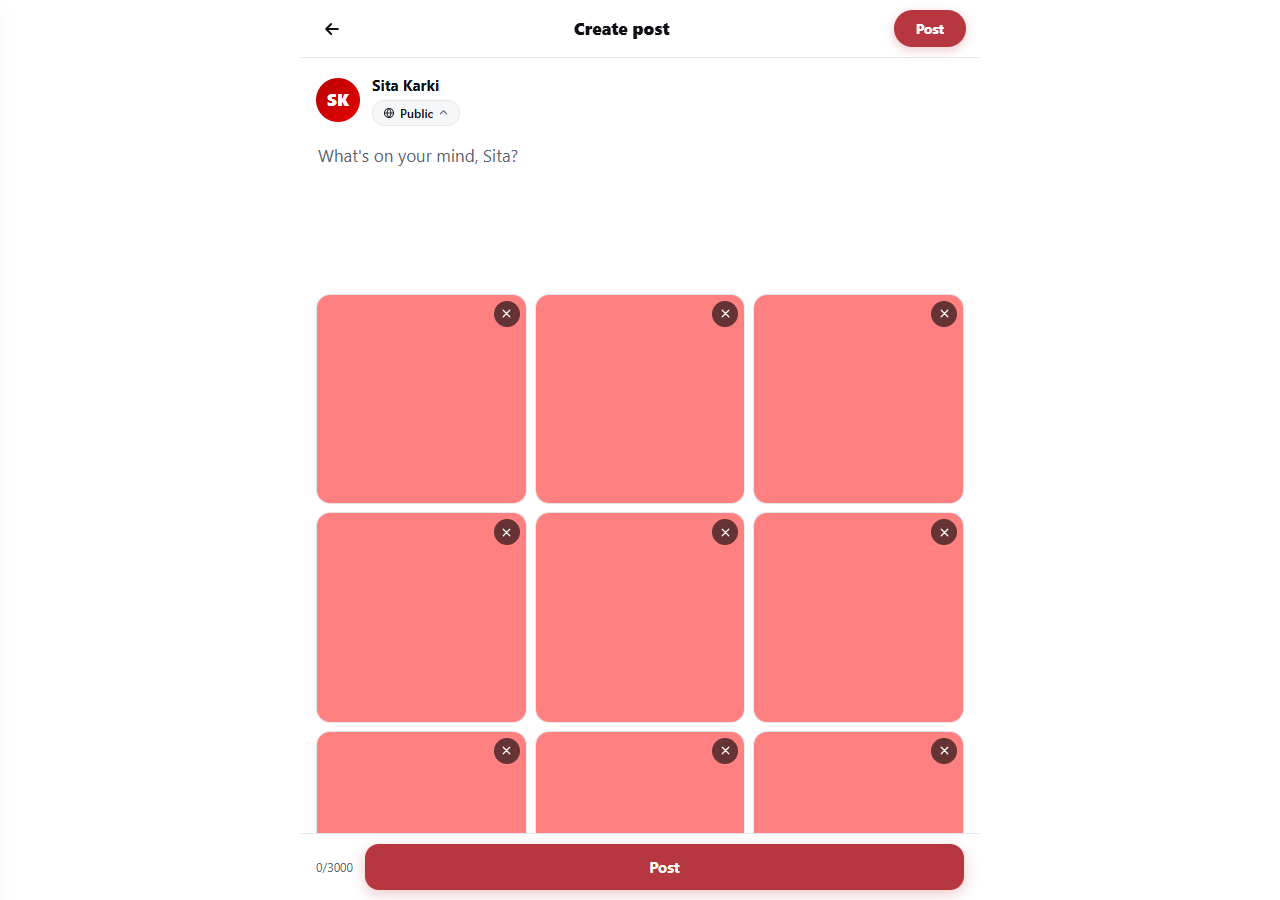 Create post
Post
SK
Sita Karki
Public
What's on your mind, Sita?
0/3000
Post